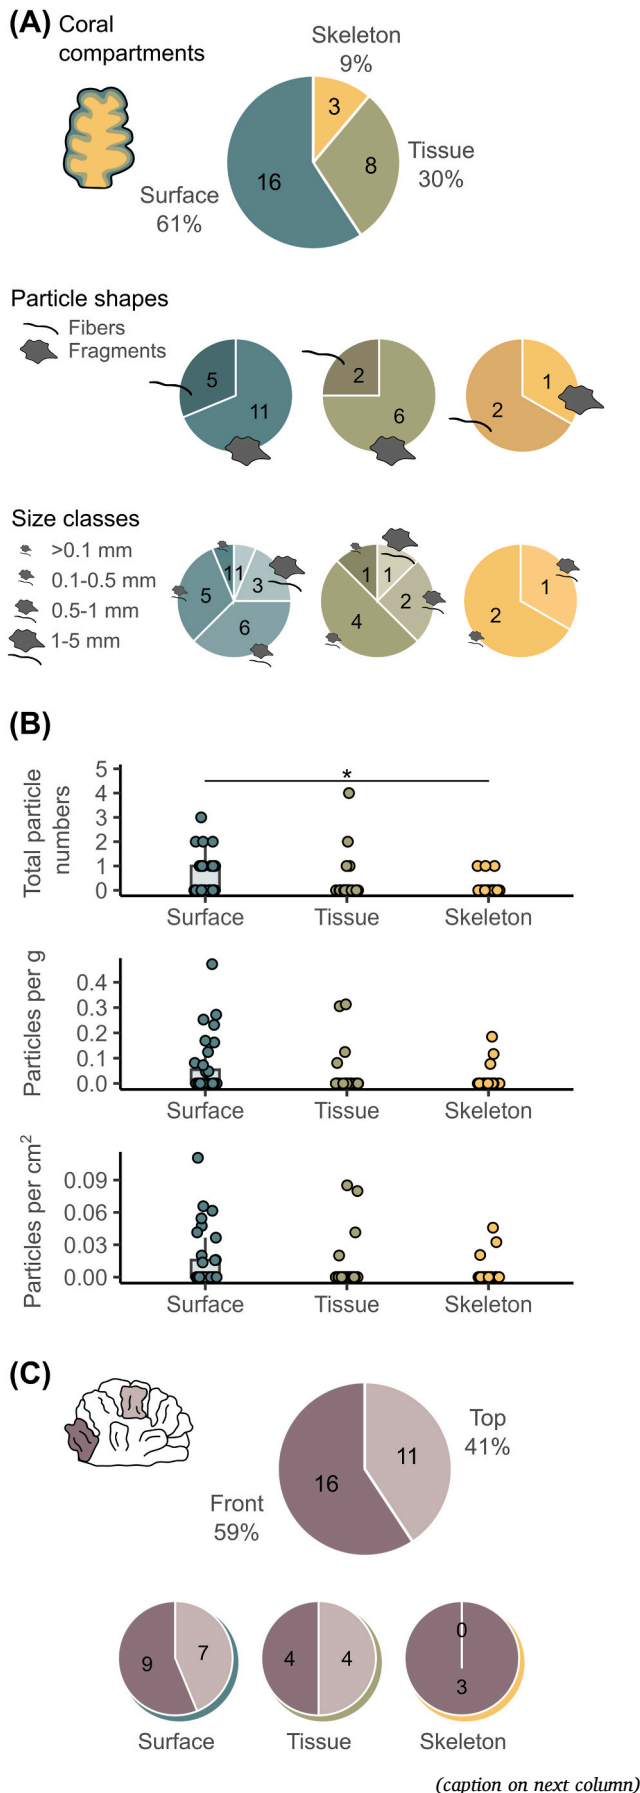 (A) Coral
compartments
Skeleton
9%
3
8
16
Tissue
30%
Surface
61%
Particle shapes
Fibers
Fragments
5
11
2
6
1
2
Size classes
>0.1 mm
0.1-0.5 mm
0.5-1 mm
1-5 mm
1 1
3
5
6
1 1
2
4
1
2
(B)
Total particle
numbers
5
4
3
2
1
0
*
Surface Tissue Skeleton
Particles per g
0.4
0.3
0.2
0.1
0.0
Surface Tissue Skeleton
Particles per cm²
0.09
0.06
0.03
0.00
Surface Tissue Skeleton
(C)
Top
41%
11
16
Front
59%
9 7
4 4
0
3
Surface Tissue Skeleton
(caption on next column)